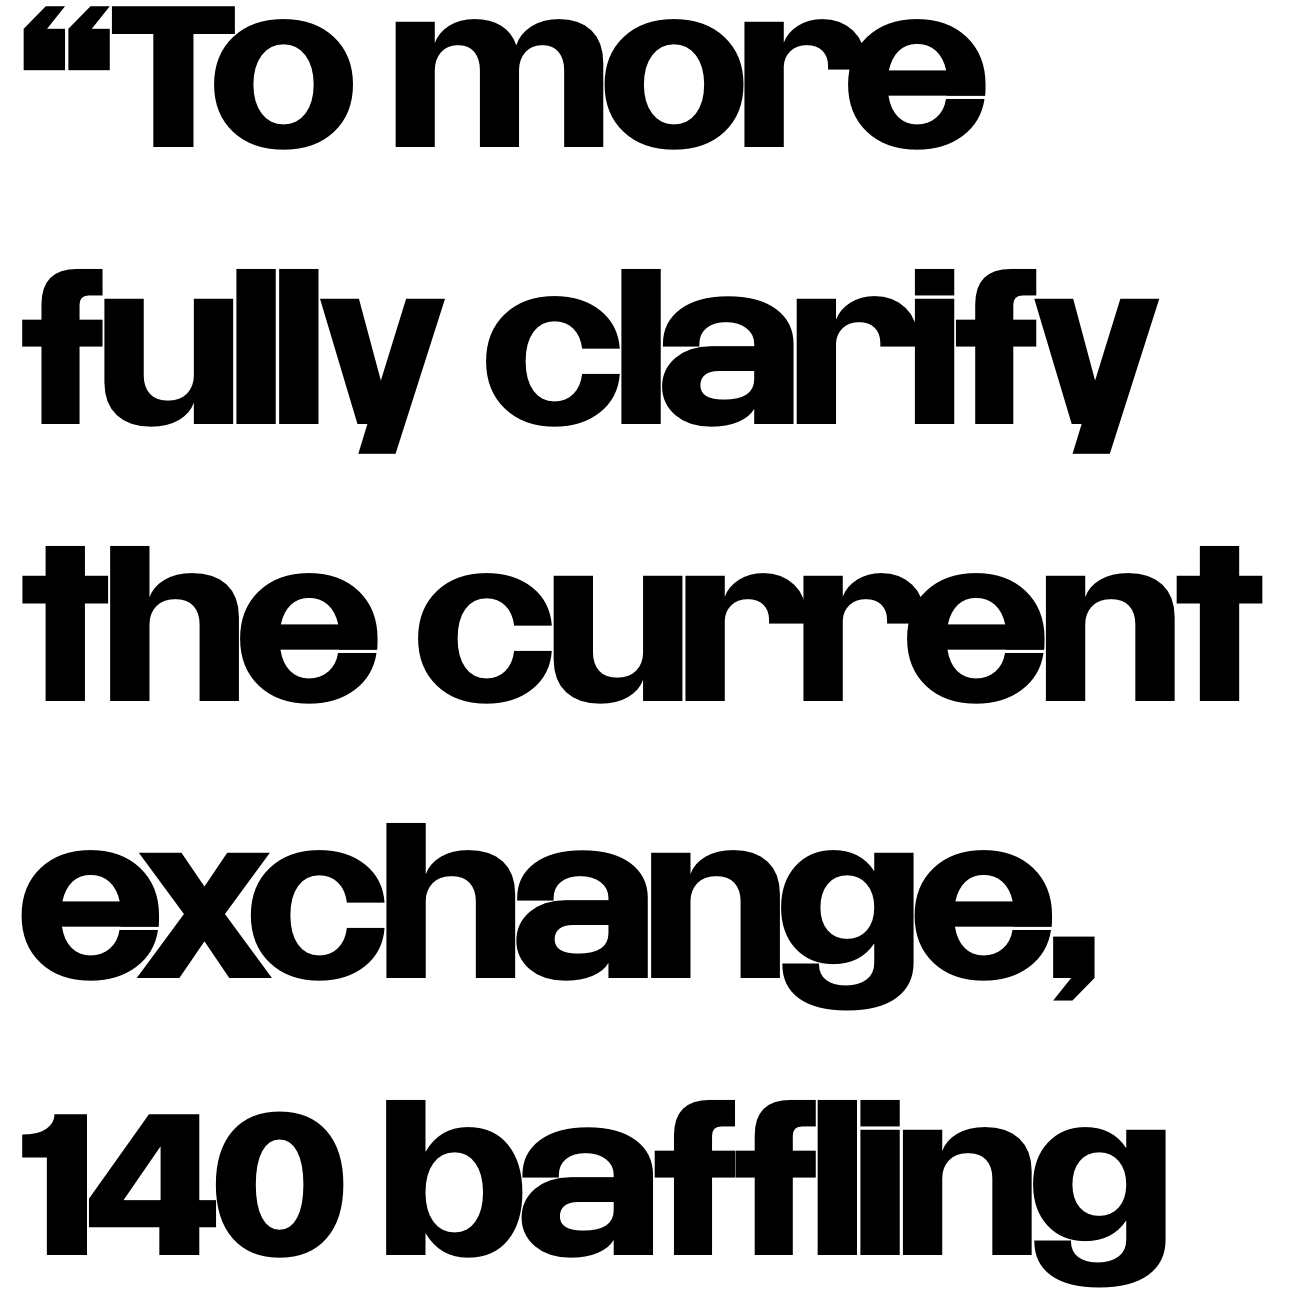 “To more
fully clarify
the current
exchange,
140 baffling